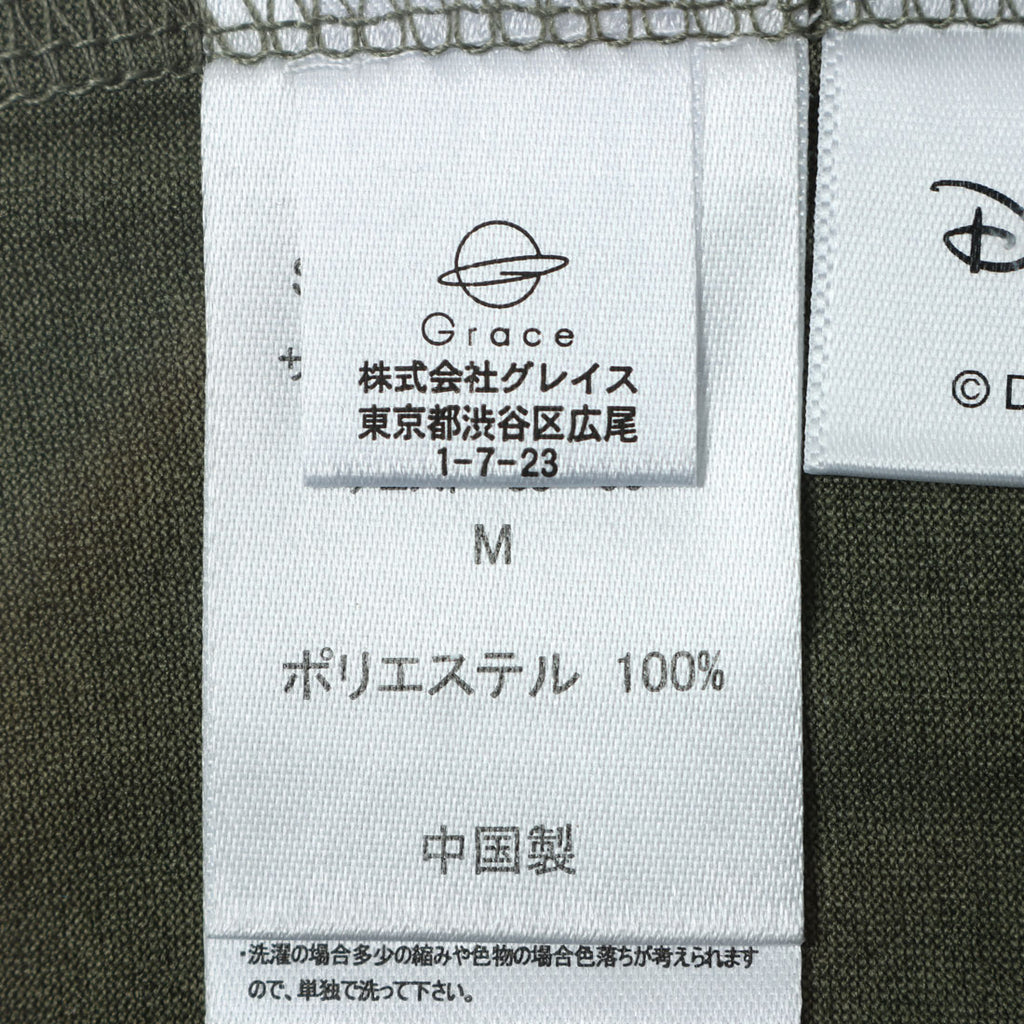 Grace
株式会社グレイス
東京都渋谷区広尾
1-7-23
M
ポリエステル 100%
中国製
・洗濯の場合多少の縮みや色物の場合色落ちが考えられます
ので、単独で洗って下さい。
© D